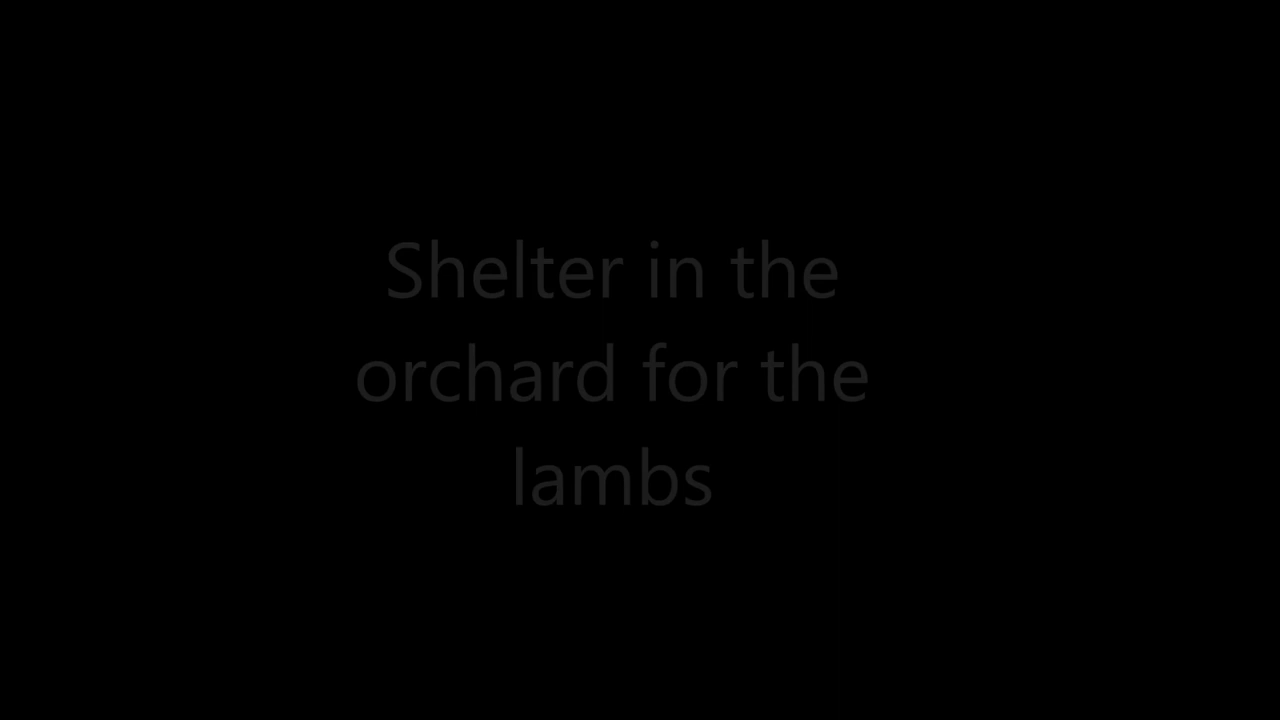 Shelter in the
orchard for the
lambs